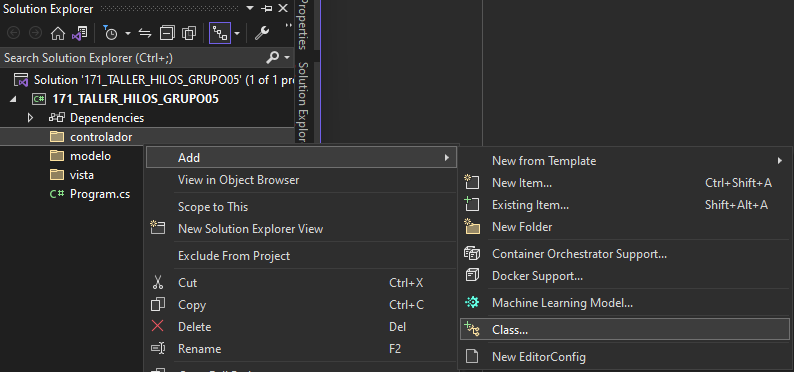 Solution Explorer
Search Solution Explorer (Ctrl+;)
Solution '171_TALLER_HILOS_GRUPO05' (1 of 1 pr
C# 171_TALLER_HILOS_GRUPO05
Dependencies
controlador
modelo
vista
C# Program.cs
Properties
Solution Explor
Add
View in Object Browser
Scope to This
New Solution Explorer View
Exclude From Project
Cut Ctrl+X
Copy Ctrl+C
Delete Del
Rename F2
New from Template
New Item... Ctrl+Shift+A
Existing Item... Shift+Alt+A
New Folder
Container Orchestrator Support...
Docker Support...
Machine Learning Model...
Class...
New EditorConfig